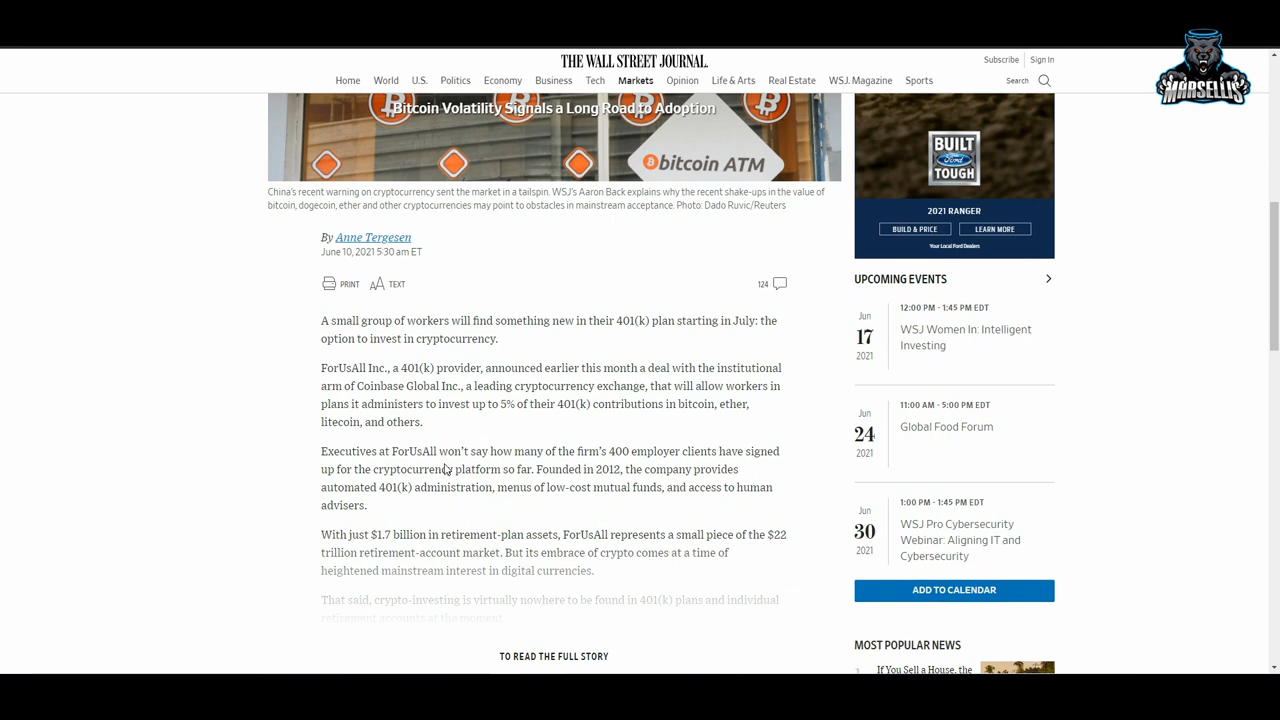 THE WALL STREET JOURNAL.
Subscribe
Sign In
Home
World
U.S.
Politics
Economy
Business
Tech
Markets
Opinion
Life & Arts
Real Estate
WSJ. Magazine
Sports
Search
MARSELLIS
Bitcoin Volatility Signals a Long Road to Adoption
bitcoin ATM
China's recent warning on cryptocurrency sent the market in a tailspin. WSJ's Aaron Back explains why the recent shake-ups in the value of
bitcoin, dogecoin, ether and other cryptocurrencies may point to obstacles in mainstream acceptance. Photo: Dado Ruvic/Reuters
By Anne Tergesen
June 10, 2021 5:30 am ET
PRINT
AA TEXT
124
A small group of workers will find something new in their 401(k) plan starting in July: the
option to invest in cryptocurrency.
ForUsAll Inc., a 401(k) provider, announced earlier this month a deal with the institutional
arm of Coinbase Global Inc., a leading cryptocurrency exchange, that will allow workers in
plans it administers to invest up to 5% of their 401(k) contributions in bitcoin, ether,
litecoin, and others.
Executives at ForUsAll won't say how many of the firm's 400 employer clients have signed
up for the cryptocurrency platform so far. Founded in 2012, the company provides
automated 401(k) administration, menus of low-cost mutual funds, and access to human
advisers.
With just $1.7 billion in retirement-plan assets, ForUsAll represents a small piece of the $22
trillion retirement-account market. But its embrace of crypto comes at a time of
heightened mainstream interest in digital currencies.
That said, crypto-investing is virtually nowhere to be found in 401(k) plans and individual
retirement accounts at the moment.
TO READ THE FULL STORY
BUILT
Ford
TOUGH
2021 RANGER
BUILD & PRICE
LEARN MORE
Your Local Ford Dealers
UPCOMING EVENTS
Jun
17
2021
12:00 PM - 1:45 PM EDT
WSJ Women In: Intelligent
Investing
Jun
24
2021
11:00 AM - 5:00 PM EDT
Global Food Forum
Jun
30
2021
1:00 PM - 1:45 PM EDT
WSJ Pro Cybersecurity
Webinar: Aligning IT and
Cybersecurity
ADD TO CALENDAR
MOST POPULAR NEWS
1
If You Sell a House, the